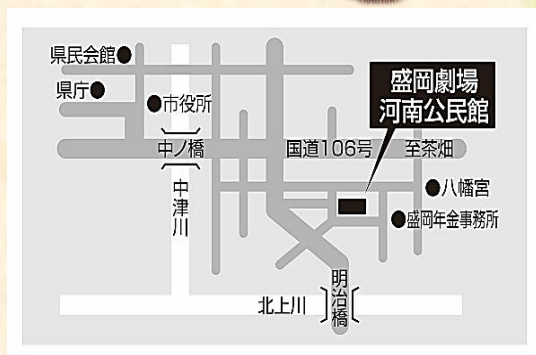 県民会館
県庁
市役所
盛岡劇場
河南公民館
中ノ橋
国道106号
至茶畑
中津川
八幡宮
盛岡年金事務所
明治橋
北上川